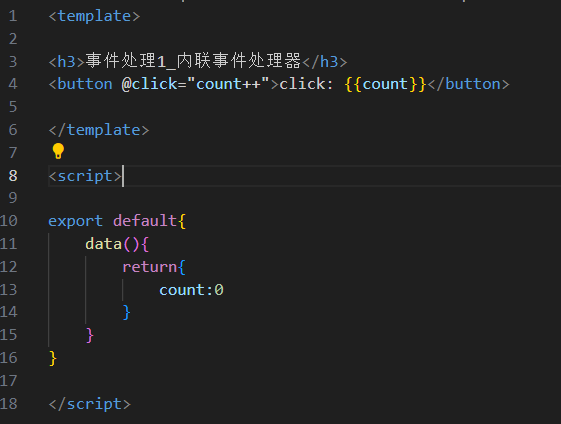 1 <template>
2
3 <h3>事件处理1_内联事件处理器</h3>
4 <button @click="count++">click: {{count}}</button>
5
6 </template>
7
8 <script>
9
10 export default{
11     data(){
12         return{
13             count:0
14         }
15     }
16 }
17
18 </script>